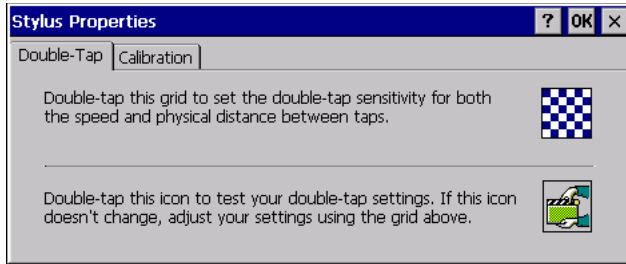 Stylus Properties ? OK ×
Double-Tap Calibration
Double-tap this grid to set the double-tap sensitivity for both
the speed and physical distance between taps.
Double-tap this icon to test your double-tap settings. If this icon
doesn't change, adjust your settings using the grid above.